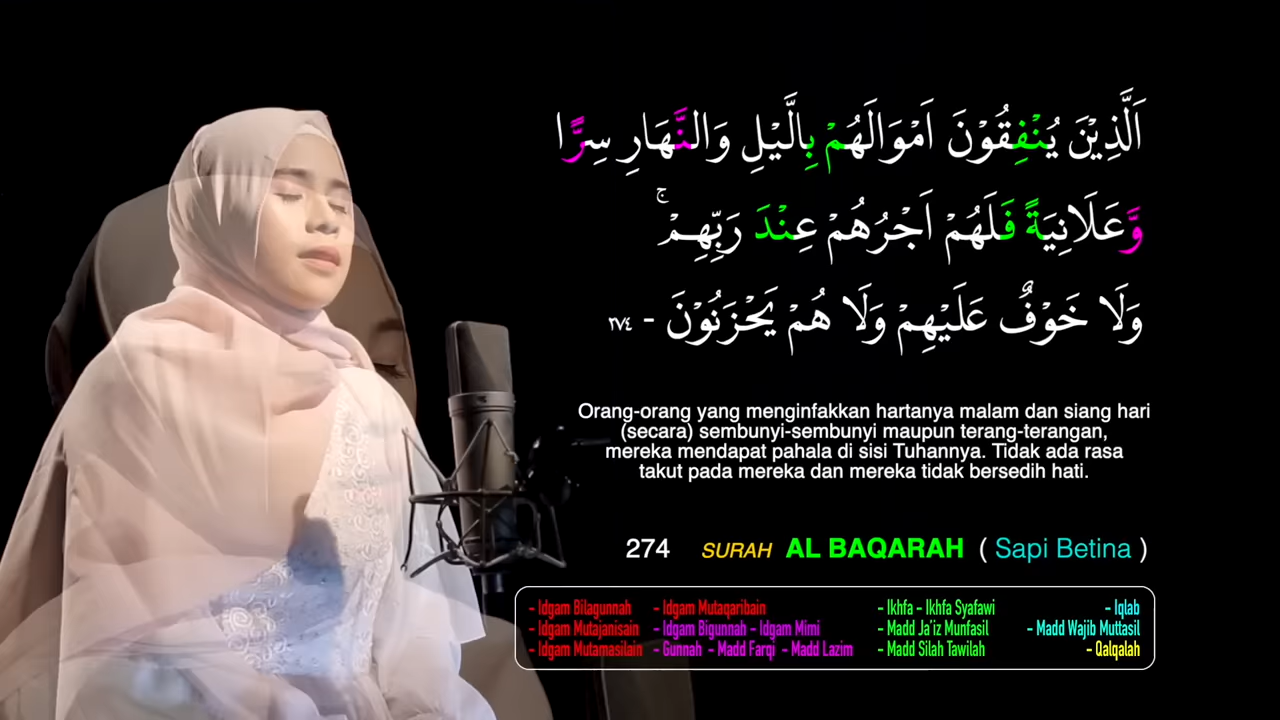 اَلَّذِيْنَ يُنْفِقُوْنَ اَمْوَالَهُمْ بِالَّيْلِ وَالنَّهَارِ سِرًّا
وَّعَلَانِيَةً فَلَهُمْ اَجْرُهُمْ عِنْدَ رَبِّهِمْۚ
وَلَا خَوْفٌ عَلَيْهِمْ وَلَا هُمْ يَحْزَنُوْنَ - ٢٧٤
Orang-orang yang menginfakkan hartanya malam dan siang hari
(secara) sembunyi-sembunyi maupun terang-terangan,
mereka mendapat pahala di sisi Tuhannya. Tidak ada rasa
takut pada mereka dan mereka tidak bersedih hati.
274 SURAH AL BAQARAH ( Sapi Betina )
- Idgam Bilagunnah - Idgam Mutaqaribain - Ikhfa - Ikhfa Syafawi - Iqlab
- Idgam Mutajanisain - Idgam Bigunnah - Idgam Mimi - Madd Ja'iz Munfasil - Madd Wajib Muttasil
- Idgam Mutamasilain - Gunnah - Madd Farqi - Madd Lazim - Madd Silah Tawilah - Qalqalah